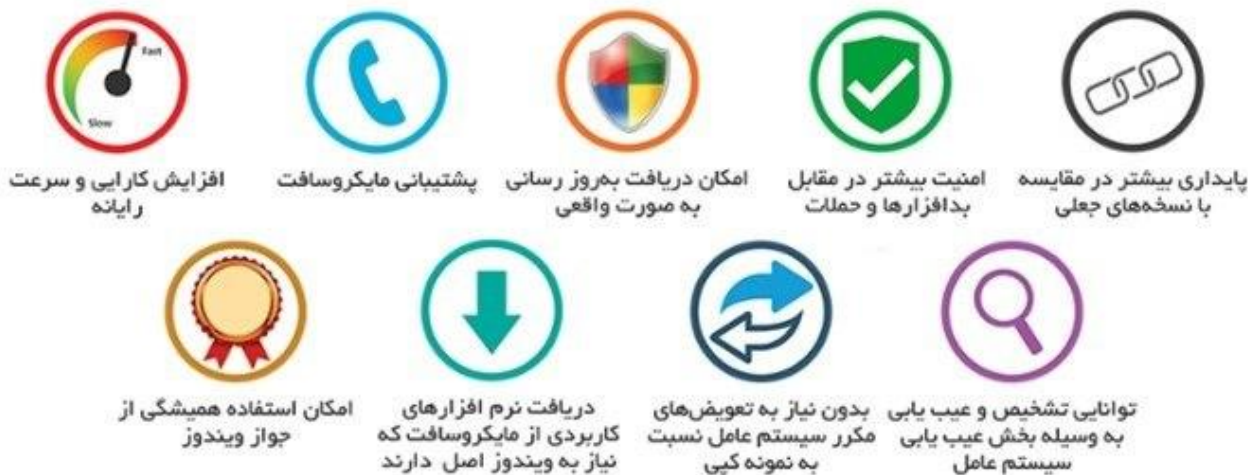 پایداری بیشتر در مقایسه
با نسخه‌های جعلی
امنیت بیشتر در مقابل
بدافزارها و حملات
امکان دریافت به‌روز رسانی
به صورت واقعی
پشتیبانی مایکروسافت
Fast
Slow
افزایش کارایی و سرعت
رایانه
توانایی تشخیص و عیب یابی
به وسیله بخش عیب یابی
سیستم عامل
بدون نیاز به تعویض‌های
مکرر سیستم عامل نسبت
به نمونه کپی
دریافت نرم افزارهای
کاربردی از مایکروسافت که
نیاز به ویندوز اصل دارند
امکان استفاده همیشگی از
جواز ویندوز